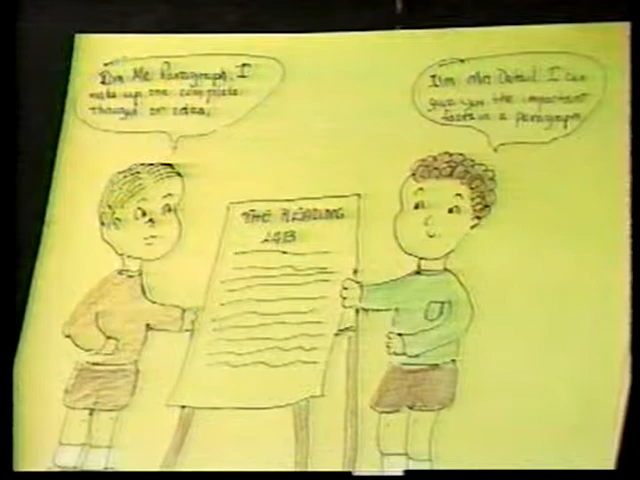 I'm Mr Paragraph. I
make up one complete
thought or idea.
I'm Mr Detail I can
give you the important
facts in a paragraph
THE READING
LAB